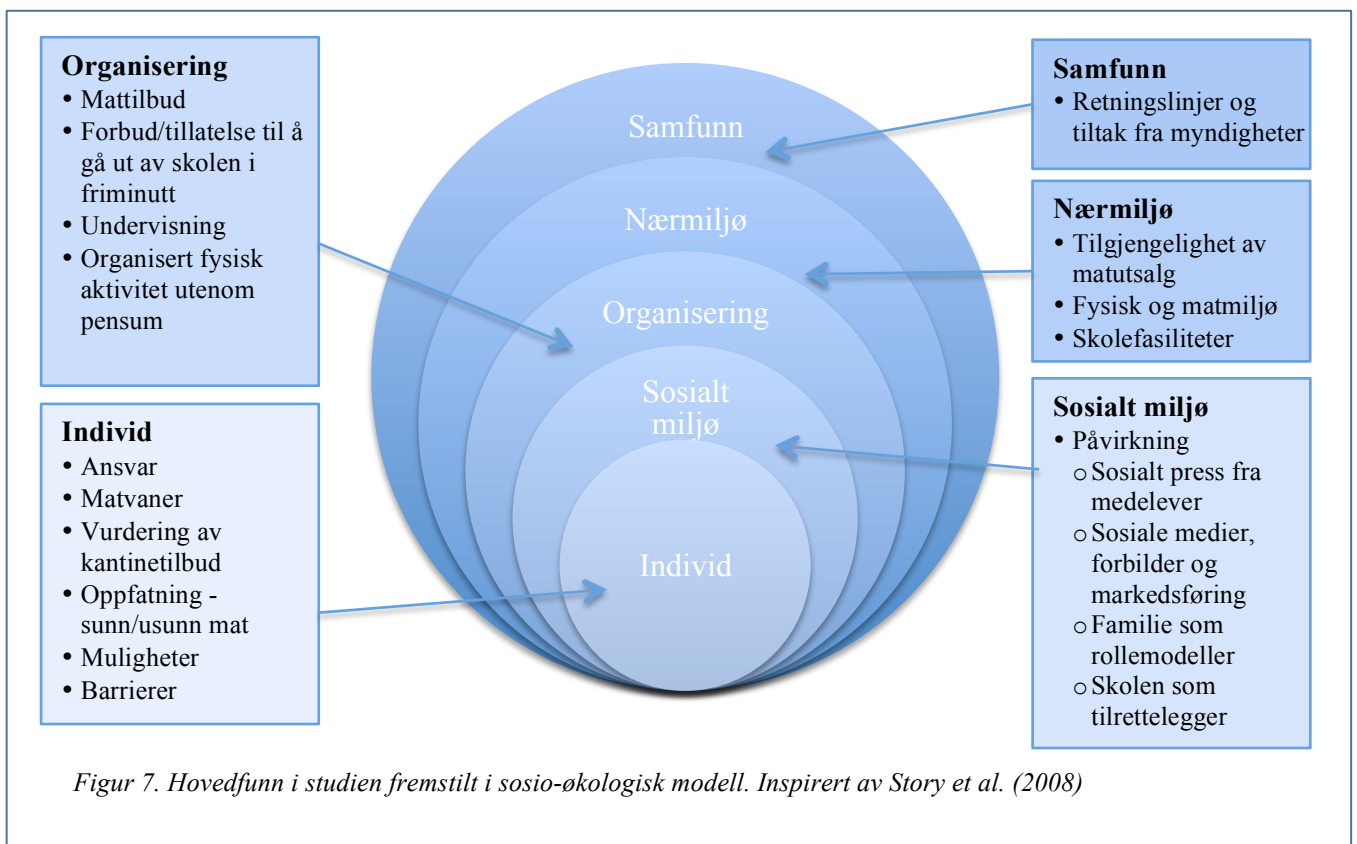 Organisering
• Mattilbud
• Forbud/tillatelse til å
gå ut av skolen i
friminutt
• Undervisning
• Organisert fysisk
aktivitet utenom
pensum
Individ
• Ansvar
• Matvaner
• Vurdering av
kantinetilbud
• Oppfatning -
sunn/usunn mat
• Muligheter
• Barrierer
Samfunn
Nærmiljø
Organisering
Sosialt
miljø
Individ
Samfunn
• Retningslinjer og
tiltak fra myndigheter
Nærmiljø
• Tilgjengelighet av
matutsalg
• Fysisk og matmiljø
• Skolefasiliteter
Sosialt miljø
• Påvirkning
o Sosialt press fra
medelever
o Sosiale medier,
forbilder og
markedsføring
o Familie som
rollemodeller
o Skolen som
tilrettelegger
Figur 7. Hovedfunn i studien fremstilt i sosio-økologisk modell. Inspirert av Story et al. (2008)